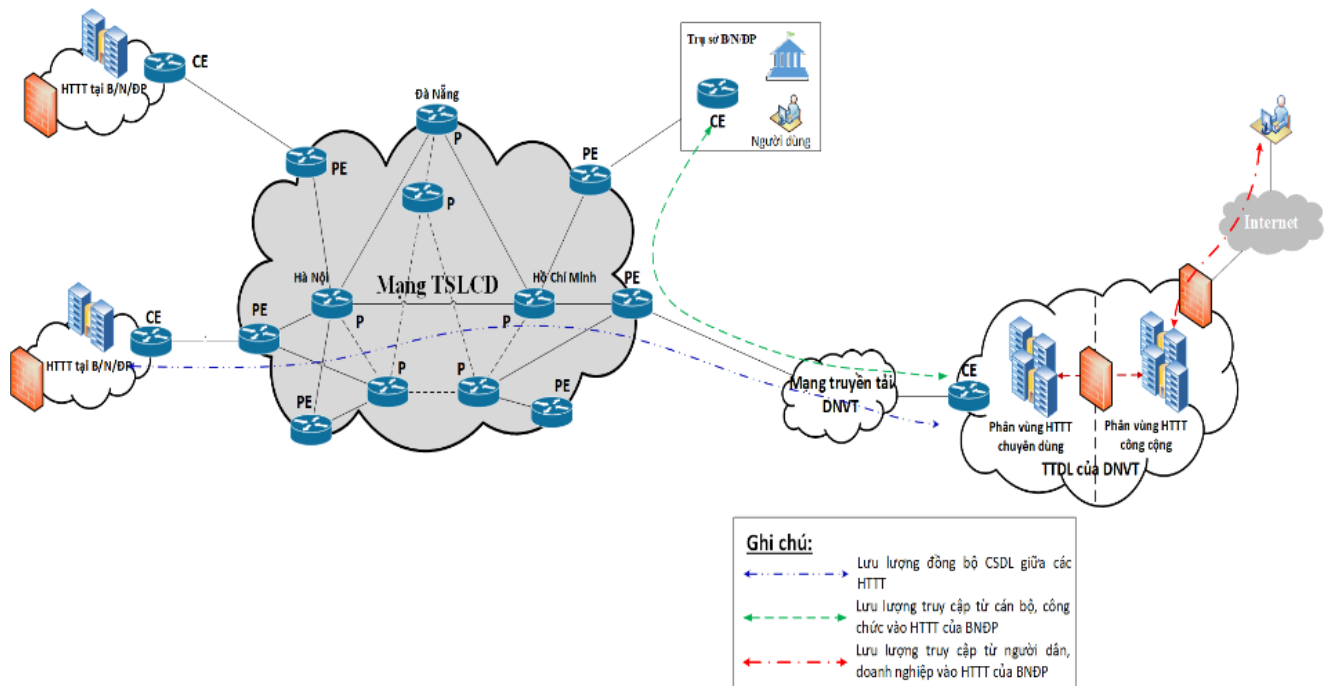 HTTT tại B/N/ĐP
CE
Trụ sở B/N/ĐP
CE
Người dùng
Đà Nẵng
P
PE
PE
P
Internet
Hà Nội
Mạng TSLCD
Hồ Chí Minh
PE
P
P
PE
CE
HTTT tại B/N/ĐP
P
P
PE
PE
Mạng truyền tải
DNVT
CE
Phân vùng HTTT
chuyên dùng
Phân vùng HTTT
công cộng
TTDL của DNVT
Ghi chú:
Lưu lượng đồng bộ CSDL giữa các
HTTT
Lưu lượng truy cập từ cán bộ, công
chức vào HTTT của BNĐP
Lưu lượng truy cập từ người dân,
doanh nghiệp vào HTTT của BNĐP